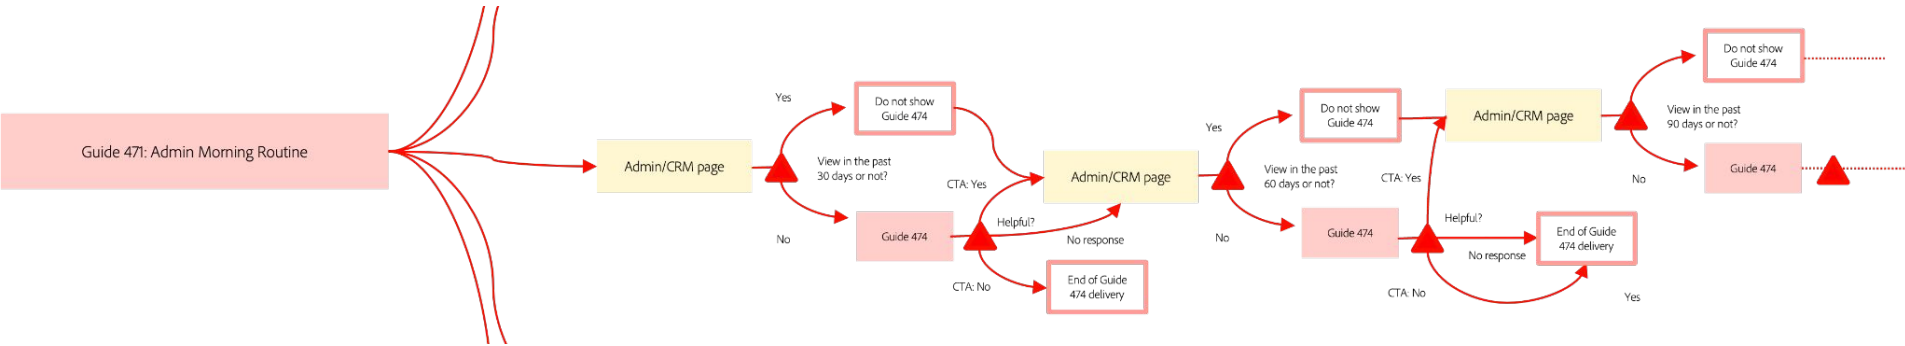 Guide 471: Admin Morning Routine
Admin/CRM page
Yes
View in the past
30 days or not?
No
Do not show
Guide 474
Guide 474
CTA: Yes
Helpful?
No response
CTA: No
Admin/CRM page
End of Guide
474 delivery
Yes
View in the past
60 days or not?
No
Do not show
Guide 474
Guide 474
CTA: Yes
Helpful?
No response
CTA: No
Admin/CRM page
End of Guide
474 delivery
Yes
View in the past
90 days or not?
No
Do not show
Guide 474
Guide 474